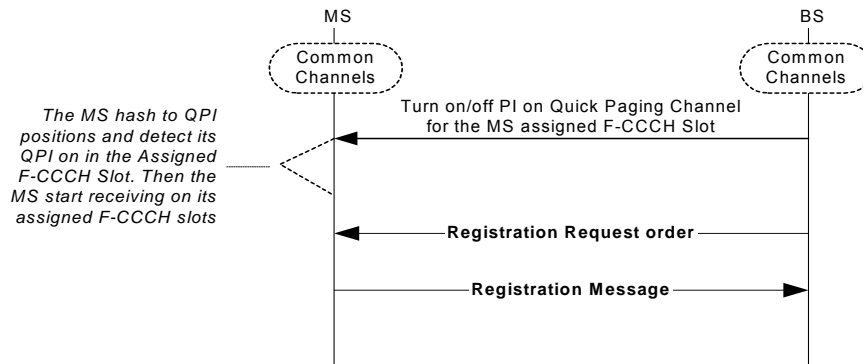 MS
BS
Common
Channels
Common
Channels
Turn on/off PI on Quick Paging Channel
for the MS assigned F-CCCH Slot
The MS hash to QPI
positions and detect its
QPI on in the Assigned
F-CCCH Slot. Then the
MS start receiving on its
assigned F-CCCH slots
Registration Request order
Registration Message